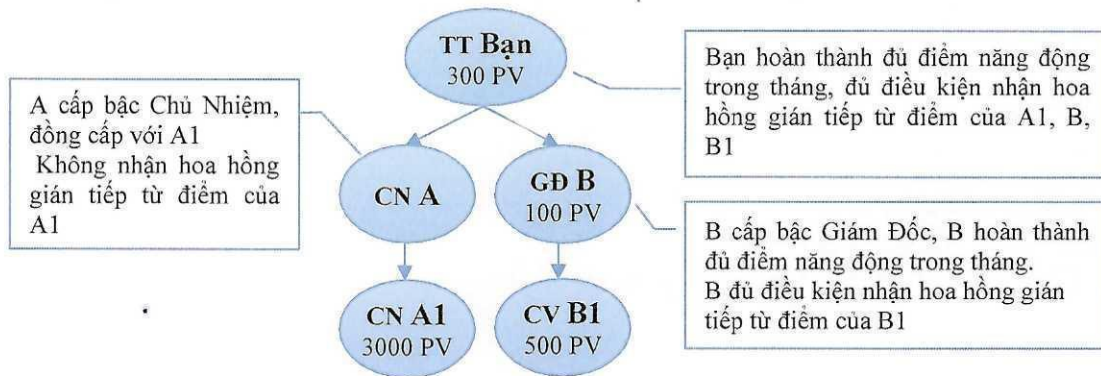 TT Bạn
300 PV
Bạn hoàn thành đủ điểm năng động
trong tháng, đủ điều kiện nhận hoa
hồng gián tiếp từ điểm của A1, B,
B1
A cấp bậc Chủ Nhiệm,
đồng cấp với A1
Không nhận hoa hồng
gián tiếp từ điểm của
A1
CN A
GĐ B
100 PV
B cấp bậc Giám Đốc, B hoàn thành
đủ điểm năng động trong tháng.
B đủ điều kiện nhận hoa hồng gián
tiếp từ điểm của B1
CN A1
3000 PV
CV B1
500 PV